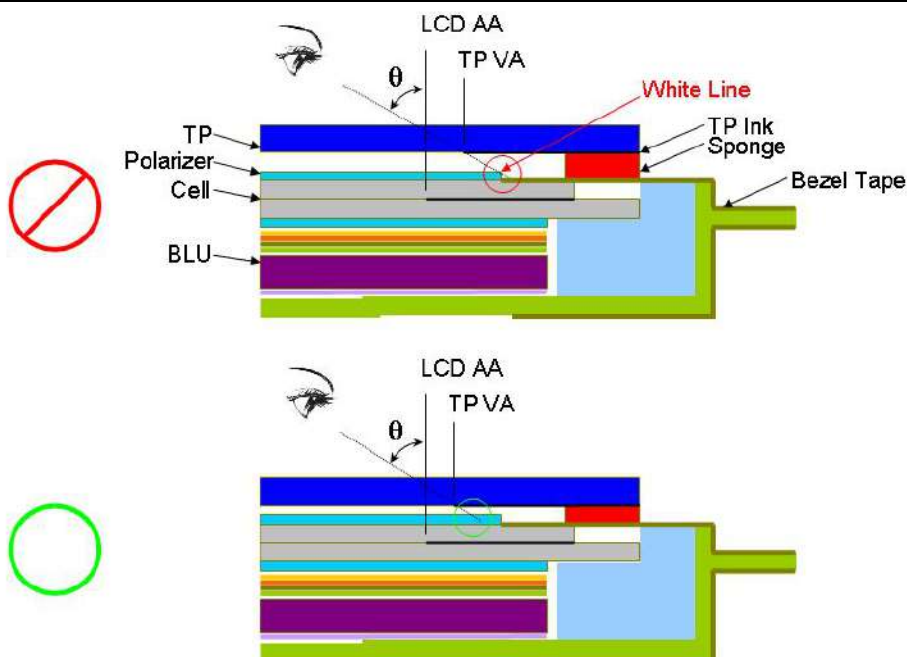 LCD AA
TP VA
θ
White Line
TP
TP Ink
Sponge
Polarizer
Bezel Tape
Cell
BLU
LCD AA
TP VA
θ